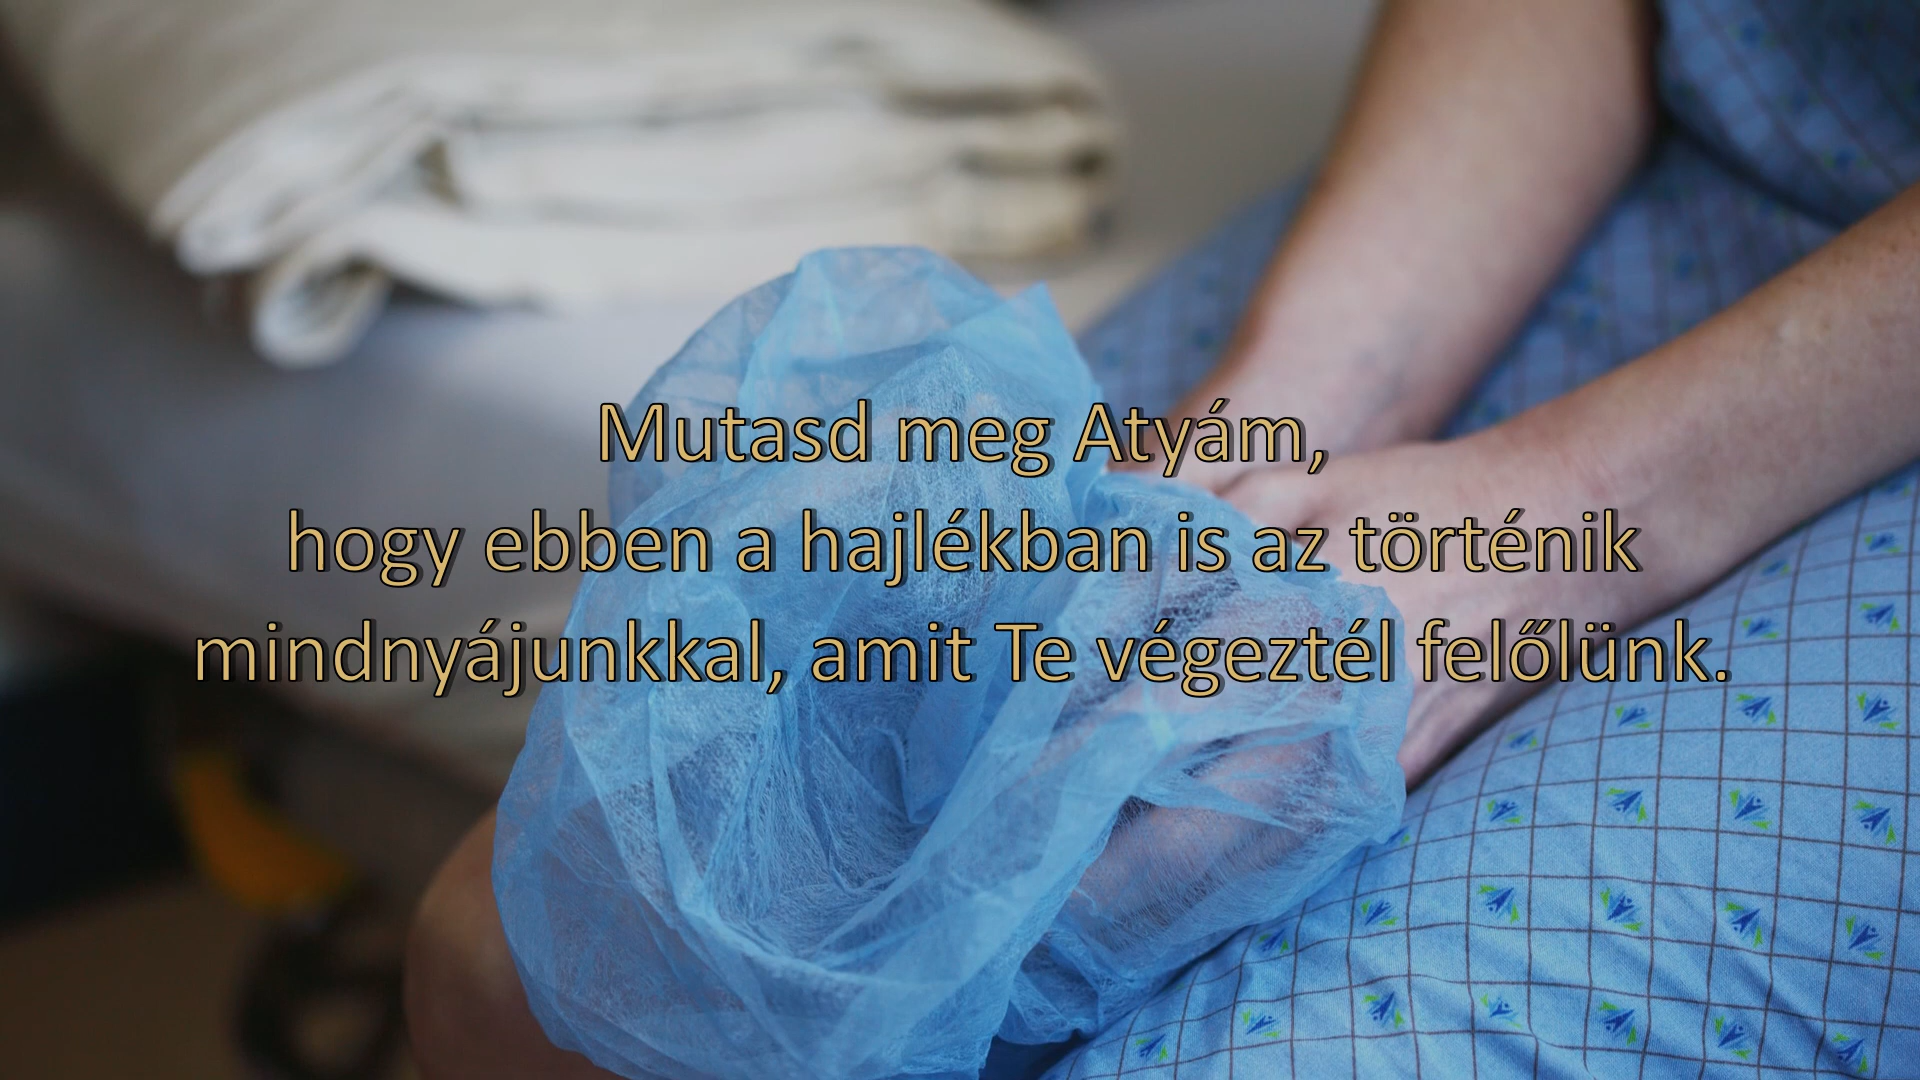 Mutasd meg Atyám,
hogy ebben a hajlékban is az történik
mindnyájunkkal, amit Te végeztél felőlünk.